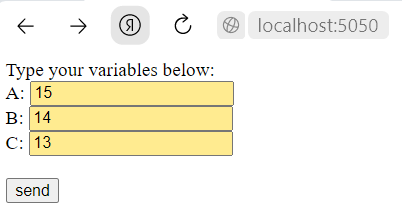 Я localhost:5050
Type your variables below:
A: 15
B: 14
C: 13
send